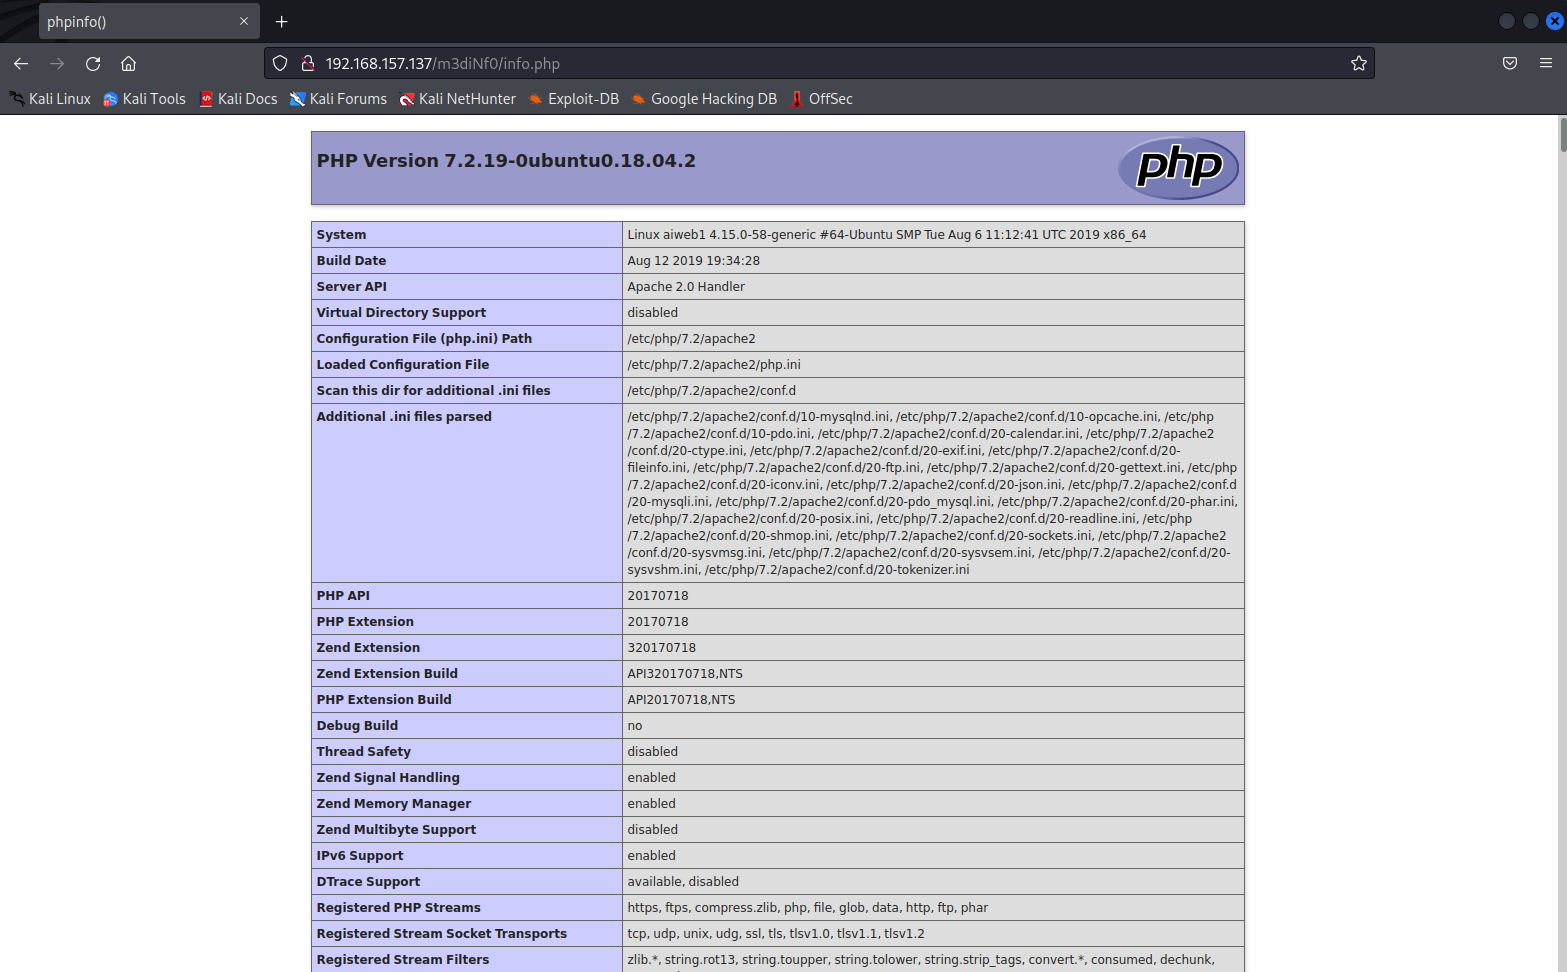 phpinfo()
192.168.157.137/m3diNf0/info.php
Kali Linux Kali Tools Kali Docs Kali Forums Kali NetHunter Exploit-DB Google Hacking DB OffSec
PHP Version 7.2.19-0ubuntu0.18.04.2
php
System Linux aiweb1 4.15.0-58-generic #64-Ubuntu SMP Tue Aug 6 11:12:41 UTC 2019 x86_64
Build Date Aug 12 2019 19:34:28
Server API Apache 2.0 Handler
Virtual Directory Support disabled
Configuration File (php.ini) Path /etc/php/7.2/apache2
Loaded Configuration File /etc/php/7.2/apache2/php.ini
Scan this dir for additional .ini files /etc/php/7.2/apache2/conf.d
Additional .ini files parsed /etc/php/7.2/apache2/conf.d/10-mysqlnd.ini, /etc/php/7.2/apache2/conf.d/10-opcache.ini, /etc/php
/7.2/apache2/conf.d/10-pdo.ini, /etc/php/7.2/apache2/conf.d/20-calendar.ini, /etc/php/7.2/apache2
/conf.d/20-ctype.ini, /etc/php/7.2/apache2/conf.d/20-exif.ini, /etc/php/7.2/apache2/conf.d/20-
fileinfo.ini, /etc/php/7.2/apache2/conf.d/20-ftp.ini, /etc/php/7.2/apache2/conf.d/20-gettext.ini, /etc/php
/7.2/apache2/conf.d/20-iconv.ini, /etc/php/7.2/apache2/conf.d/20-json.ini, /etc/php/7.2/apache2/conf.d
/20-mysqli.ini, /etc/php/7.2/apache2/conf.d/20-pdo_mysql.ini, /etc/php/7.2/apache2/conf.d/20-phar.ini,
/etc/php/7.2/apache2/conf.d/20-posix.ini, /etc/php/7.2/apache2/conf.d/20-readline.ini, /etc/php
/7.2/apache2/conf.d/20-shmop.ini, /etc/php/7.2/apache2/conf.d/20-sockets.ini, /etc/php/7.2/apache2
/conf.d/20-sysvmsg.ini, /etc/php/7.2/apache2/conf.d/20-sysvsem.ini, /etc/php/7.2/apache2/conf.d/20-
sysvshm.ini, /etc/php/7.2/apache2/conf.d/20-tokenizer.ini
PHP API 20170718
PHP Extension 20170718
Zend Extension 320170718
Zend Extension Build API320170718,NTS
PHP Extension Build API20170718,NTS
Debug Build no
Thread Safety disabled
Zend Signal Handling enabled
Zend Memory Manager enabled
Zend Multibyte Support disabled
IPv6 Support enabled
DTrace Support available, disabled
Registered PHP Streams https, ftps, compress.zlib, php, file, glob, data, http, ftp, phar
Registered Stream Socket Transports tcp, udp, unix, udg, ssl, tls, tlsv1.0, tlsv1.1, tlsv1.2
Registered Stream Filters zlib.*, string.rot13, string.toupper, string.tolower, string.strip_tags, convert.*, consumed, dechunk,